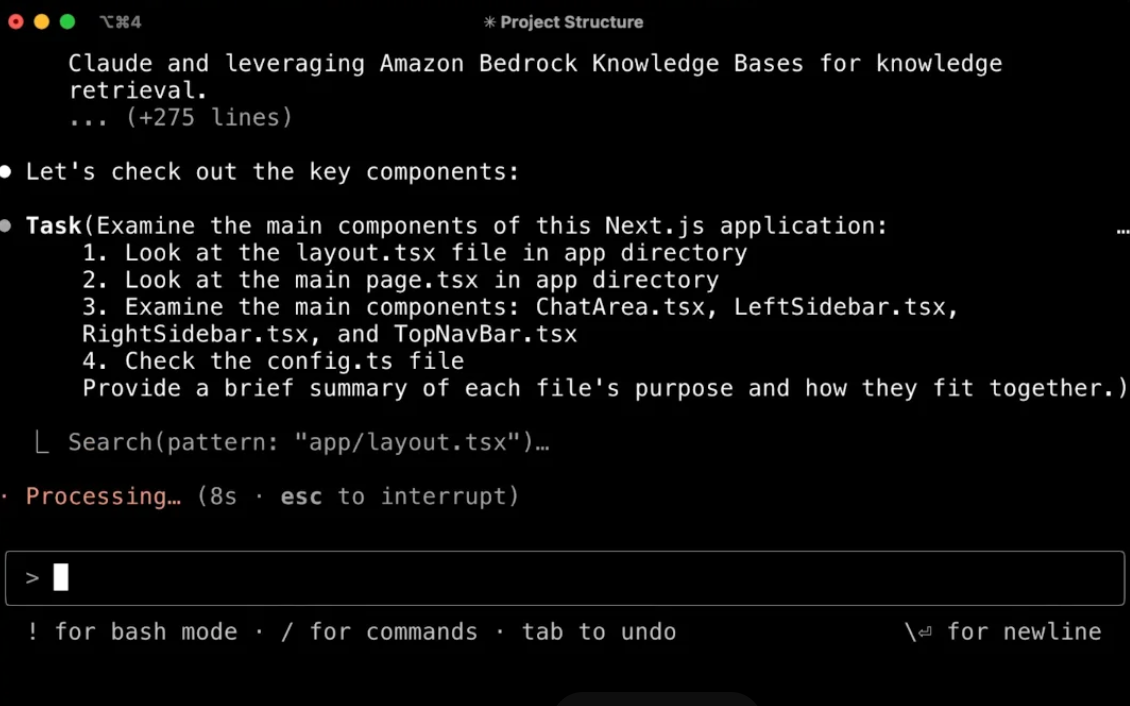 ⌥⌘4
✳ Project Structure
Claude and leveraging Amazon Bedrock Knowledge Bases for knowledge
retrieval.
... (+275 lines)
● Let's check out the key components:
● Task(Examine the main components of this Next.js application: …
1. Look at the layout.tsx file in app directory
2. Look at the main page.tsx in app directory
3. Examine the main components: ChatArea.tsx, LeftSidebar.tsx,
RightSidebar.tsx, and TopNavBar.tsx
4. Check the config.ts file
Provide a brief summary of each file's purpose and how they fit together.)
⎿ Search(pattern: "app/layout.tsx")…
· Processing… (8s · esc to interrupt)
>
! for bash mode · / for commands · tab to undo
\⏎ for newline